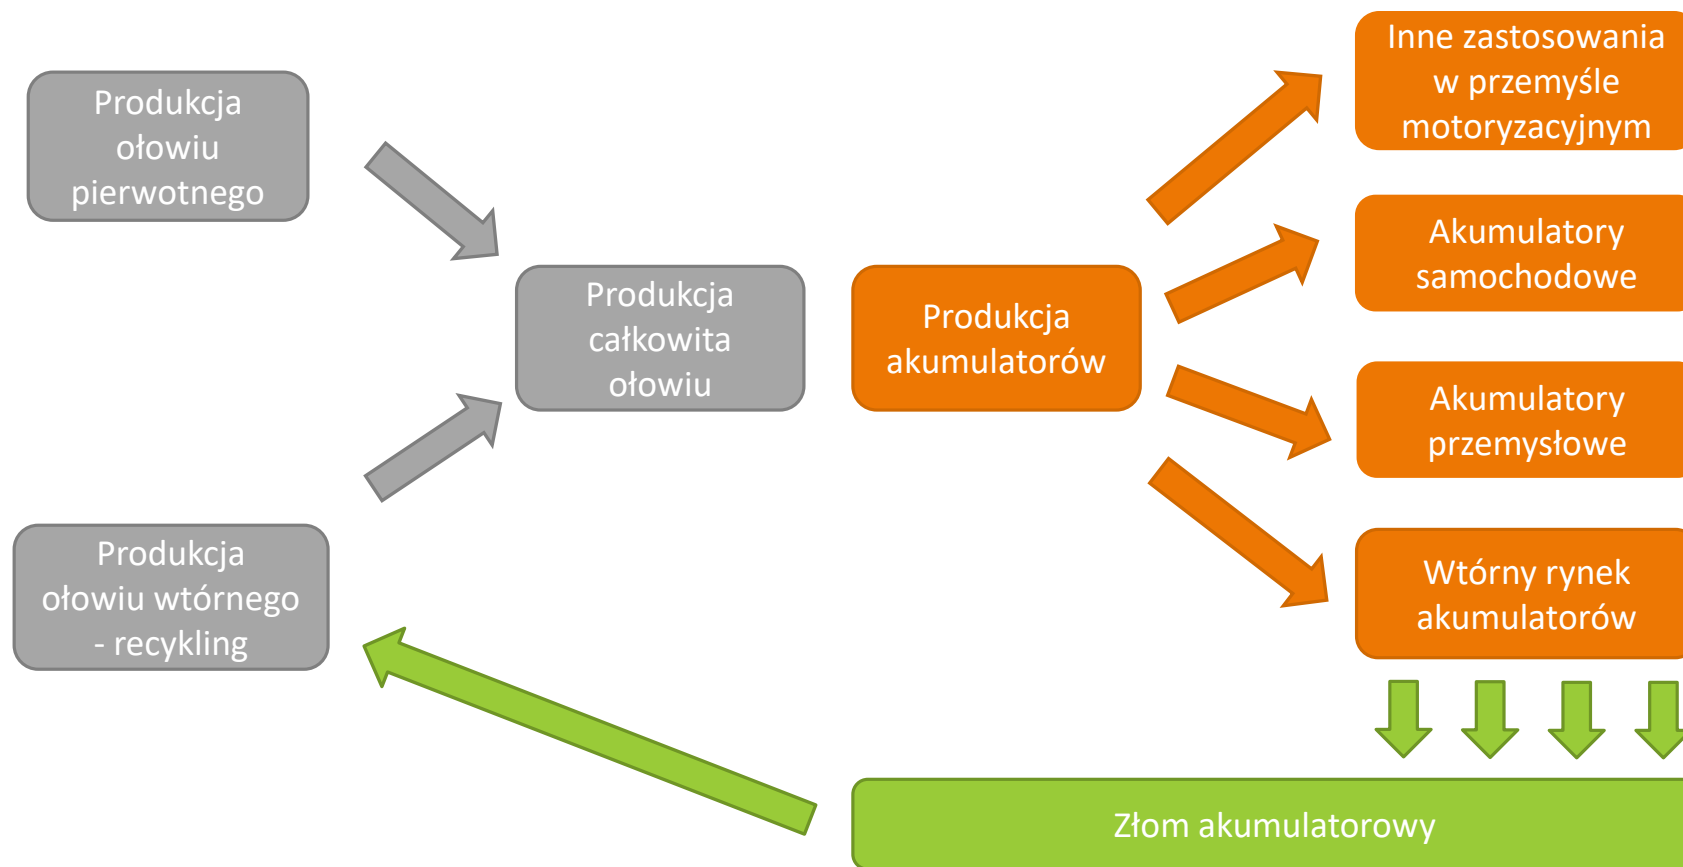 Produkcja
ołowiu
pierwotnego
Produkcja
ołowiu wtórnego
- recykling
Produkcja
całkowita
ołowiu
Produkcja
akumulatorów
Inne zastosowania
w przemyśle
motoryzacyjnym
Akumulatory
samochodowe
Akumulatory
przemysłowe
Wtórny rynek
akumulatorów
Złom akumulatorowy